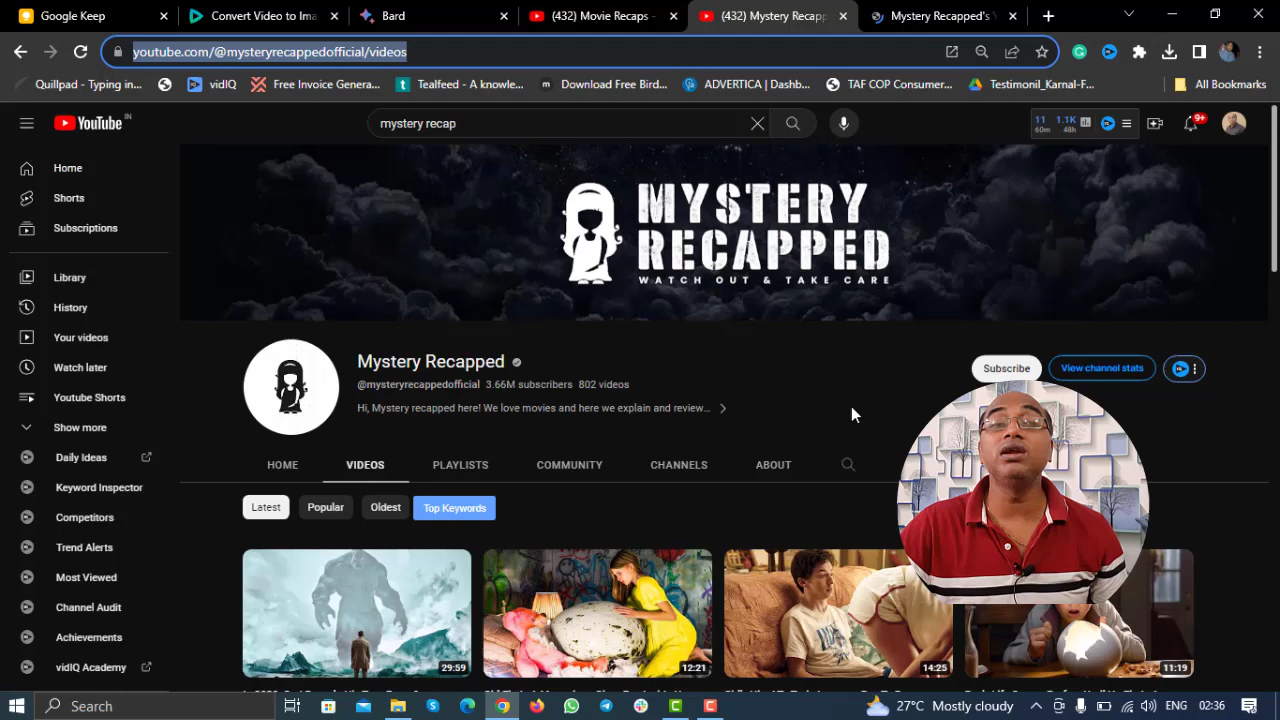 Google Keep
Convert Video to Ima
Bard
(432) Movie Recaps -
(432) Mystery Recapp
Mystery Recapped's Y
youtube.com/@mysteryrecappedofficial/videos
Quillpad - Typing in...
vidIQ
Free Invoice Genera...
Tealfeed - A knowle...
Download Free Bird...
ADVERTICA | Dashb...
TAF COP Consumer...
Testimonil_Karnal-F...
All Bookmarks
YouTube IN
mystery recap
11 60m
1.1K 48h
9+
Home
Shorts
Subscriptions
Library
History
Your videos
Watch later
Youtube Shorts
Show more
Daily Ideas
Keyword Inspector
Competitors
Trend Alerts
Most Viewed
Channel Audit
Achievements
vidIQ Academy
MYSTERY
RECAPPED
WATCH OUT & TAKE CARE
Mystery Recapped
@mysteryrecappedofficial 3.66M subscribers 802 videos
Hi, Mystery recapped here! We love movies and here we explain and review...
Subscribe
View channel stats
HOME
VIDEOS
PLAYLISTS
COMMUNITY
CHANNELS
ABOUT
Latest
Popular
Oldest
Top Keywords
29:59
12:21
14:25
11:19
Search
27°C Mostly cloudy
ENG
02:36